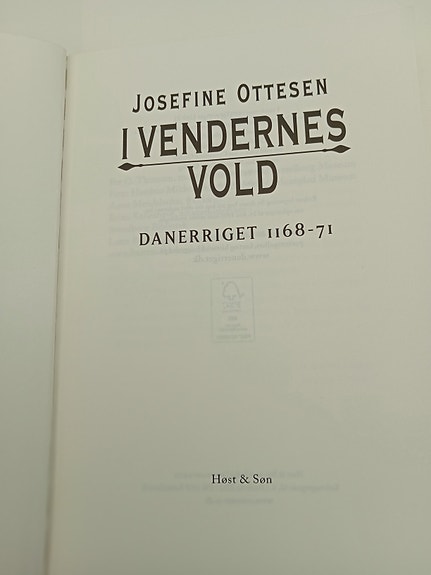 JOSEFINE OTTESEN
I VENDERNES
VOLD
DANERRIGET 1168-71
Høst & Søn